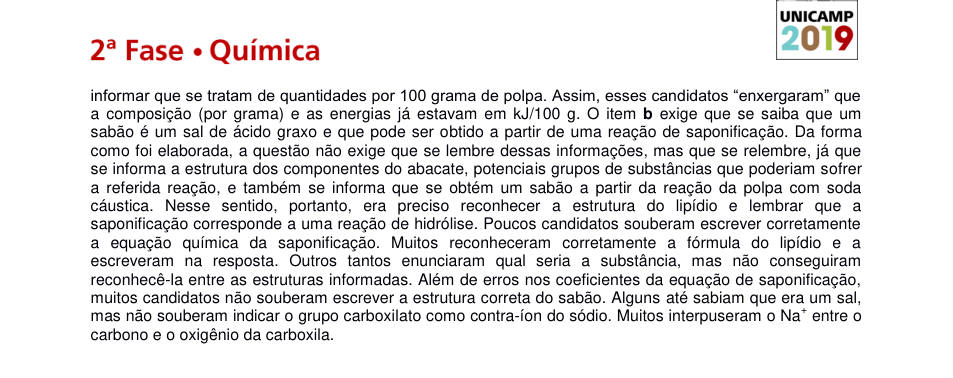 UNICAMP
2019
2ª Fase • Química
informar que se tratam de quantidades por 100 grama de polpa. Assim, esses candidatos “enxergaram” que
a composição (por grama) e as energias já estavam em kJ/100 g. O item b exige que se saiba que um
sabão é um sal de ácido graxo e que pode ser obtido a partir de uma reação de saponificação. Da forma
como foi elaborada, a questão não exige que se lembre dessas informações, mas que se relembre, já que
se informa a estrutura dos componentes do abacate, potenciais grupos de substâncias que poderiam sofrer
a referida reação, e também se informa que se obtém um sabão a partir da reação da polpa com soda
cáustica. Nesse sentido, portanto, era preciso reconhecer a estrutura do lipídio e lembrar que a
saponificação corresponde a uma reação de hidrólise. Poucos candidatos souberam escrever corretamente
a equação química da saponificação. Muitos reconheceram corretamente a fórmula do lipídio e a
escreveram na resposta. Outros tantos enunciaram qual seria a substância, mas não conseguiram
reconhecê-la entre as estruturas informadas. Além de erros nos coeficientes da equação de saponificação,
muitos candidatos não souberam escrever a estrutura correta do sabão. Alguns até sabiam que era um sal,
mas não souberam indicar o grupo carboxilato como contra-íon do sódio. Muitos interpuseram o Na⁺ entre o
carbono e o oxigênio da carboxila.